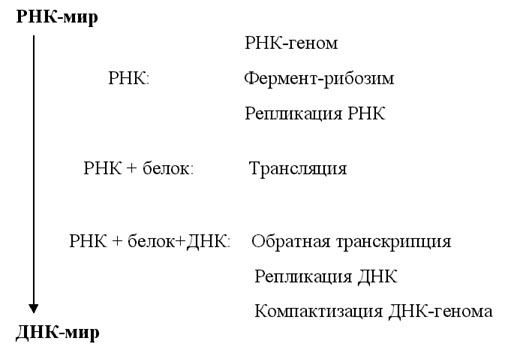 РНК-мир
РНК-геном
РНК: Фермент-рибозим
Репликация РНК
РНК + белок: Трансляция
РНК + белок+ДНК: Обратная транскрипция
Репликация ДНК
Компактизация ДНК-генома
ДНК-мир